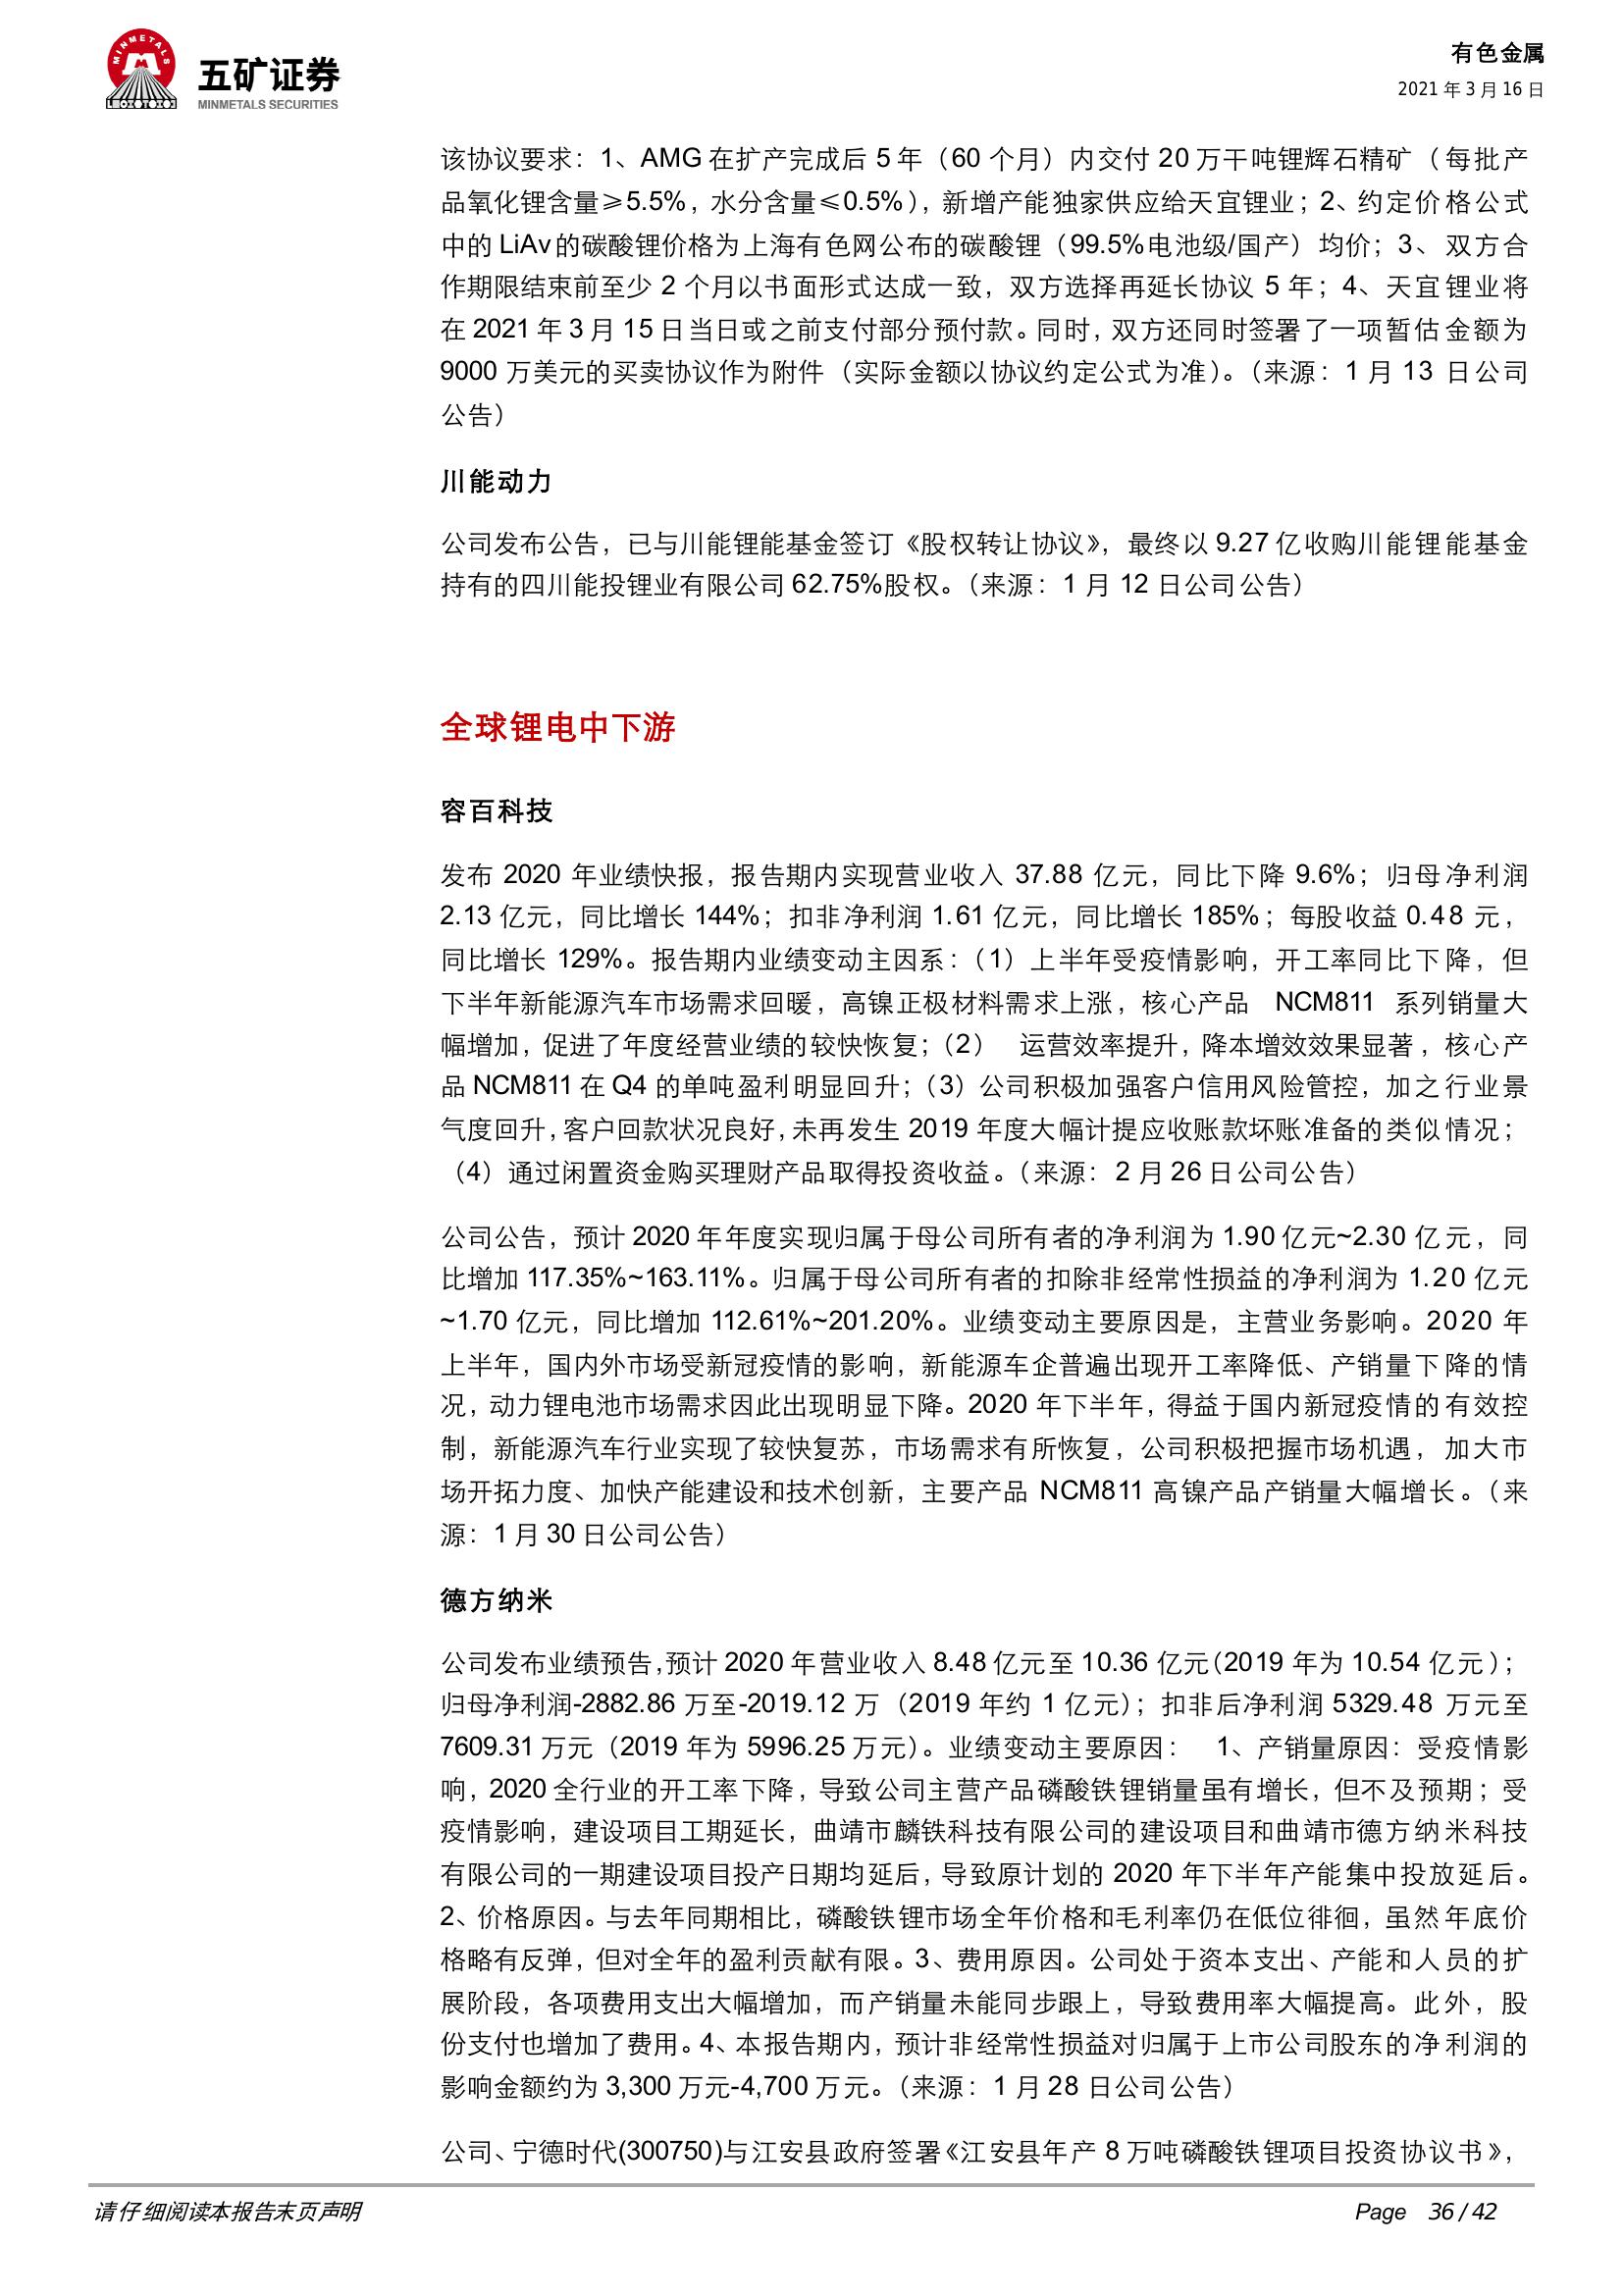 MINMETALS
五矿证券
MINMETALS SECURITIES
有色金属
2021 年 3 月 16 日
该协议要求：1、AMG 在扩产完成后 5 年（60 个月）内交付 20 万干吨锂辉石精矿（每批产
品氧化锂含量≥5.5%，水分含量≤0.5%），新增产能独家供应给天宜锂业；2、约定价格公式
中的 LiAv 的碳酸锂价格为上海有色网公布的碳酸锂（99.5%电池级/国产）均价；3、双方合
作期限结束前至少 2 个月以书面形式达成一致，双方选择再延长协议 5 年；4、天宜锂业将
在 2021 年 3 月 15 日当日或之前支付部分预付款。同时，双方还同时签署了一项暂估金额为
9000 万美元的买卖协议作为附件（实际金额以协议约定公式为准）。（来源：1 月 13 日公司
公告）
川能动力
公司发布公告，已与川能锂能基金签订《股权转让协议》，最终以 9.27 亿收购川能锂能基金
持有的四川能投锂业有限公司 62.75%股权。（来源：1 月 12 日公司公告）
全球锂电中下游
容百科技
发布 2020 年业绩快报，报告期内实现营业收入 37.88 亿元，同比下降 9.6%；归母净利润
2.13 亿元，同比增长 144%；扣非净利润 1.61 亿元，同比增长 185%；每股收益 0.48 元，
同比增长 129%。报告期内业绩变动主因系：（1）上半年受疫情影响，开工率同比下降，但
下半年新能源汽车市场需求回暖，高镍正极材料需求上涨，核心产品 NCM811 系列销量大
幅增加，促进了年度经营业绩的较快恢复；（2） 运营效率提升，降本增效效果显著，核心产
品 NCM811 在 Q4 的单吨盈利明显回升；（3）公司积极加强客户信用风险管控，加之行业景
气度回升，客户回款状况良好，未再发生 2019 年度大幅计提应收账款坏账准备的类似情况；
（4）通过闲置资金购买理财产品取得投资收益。（来源：2 月 26 日公司公告）
公司公告，预计 2020 年年度实现归属于母公司所有者的净利润为 1.90 亿元~2.30 亿元，同
比增加 117.35%~163.11%。归属于母公司所有者的扣除非经常性损益的净利润为 1.20 亿元
~1.70 亿元，同比增加 112.61%~201.20%。业绩变动主要原因是，主营业务影响。2020 年
上半年，国内外市场受新冠疫情的影响，新能源车企普遍出现开工率降低、产销量下降的情
况，动力锂电池市场需求因此出现明显下降。2020 年下半年，得益于国内新冠疫情的有效控
制，新能源汽车行业实现了较快复苏，市场需求有所恢复，公司积极把握市场机遇，加大市
场开拓力度、加快产能建设和技术创新，主要产品 NCM811 高镍产品产销量大幅增长。（来
源：1 月 30 日公司公告）
德方纳米
公司发布业绩预告,预计 2020 年营业收入 8.48 亿元至 10.36 亿元(2019 年为 10.54 亿元)；
归母净利润-2882.86 万至-2019.12 万（2019 年约 1 亿元）；扣非后净利润 5329.48 万元至
7609.31 万元（2019 年为 5996.25 万元）。业绩变动主要原因： 1、产销量原因：受疫情影
响，2020 全行业的开工率下降，导致公司主营产品磷酸铁锂销量虽有增长，但不及预期；受
疫情影响，建设项目工期延长，曲靖市麟铁科技有限公司的建设项目和曲靖市德方纳米科技
有限公司的一期建设项目投产日期均延后，导致原计划的 2020 年下半年产能集中投放延后。
2、价格原因。与去年同期相比，磷酸铁锂市场全年价格和毛利率仍在低位徘徊，虽然年底价
格略有反弹，但对全年的盈利贡献有限。3、费用原因。公司处于资本支出、产能和人员的扩
展阶段，各项费用支出大幅增加，而产销量未能同步跟上，导致费用率大幅提高。此外，股
份支付也增加了费用。4、本报告期内，预计非经常性损益对归属于上市公司股东的净利润的
影响金额约为 3,300 万元-4,700 万元。（来源：1 月 28 日公司公告）
公司、宁德时代(300750)与江安县政府签署《江安县年产 8 万吨磷酸铁锂项目投资协议书》，
请仔细阅读本报告末页声明
Page 36 / 42